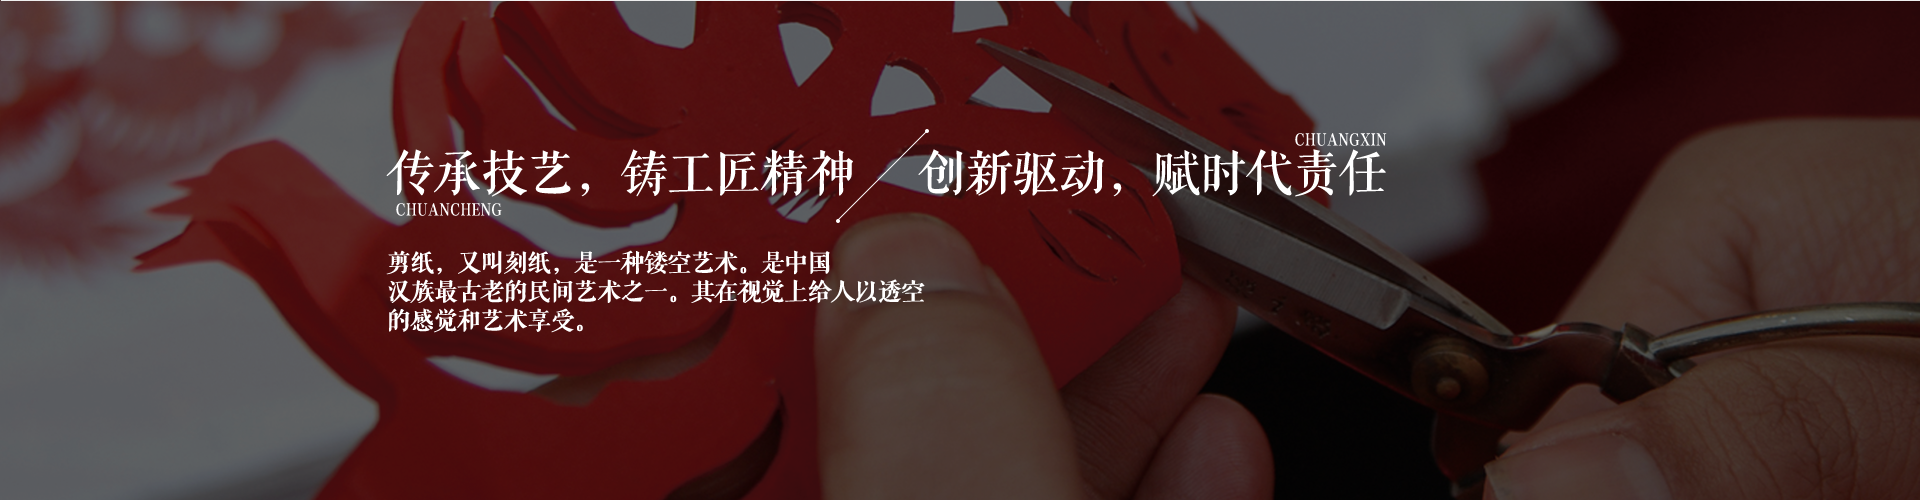 CHUANGXIN
传承技艺，铸工匠精神／创新驱动，赋时代责任
CHUANCHENG
剪纸，又叫刻纸，是一种镂空艺术。是中国
汉族最古老的民间艺术之一。其在视觉上给人以透空
的感觉和艺术享受。